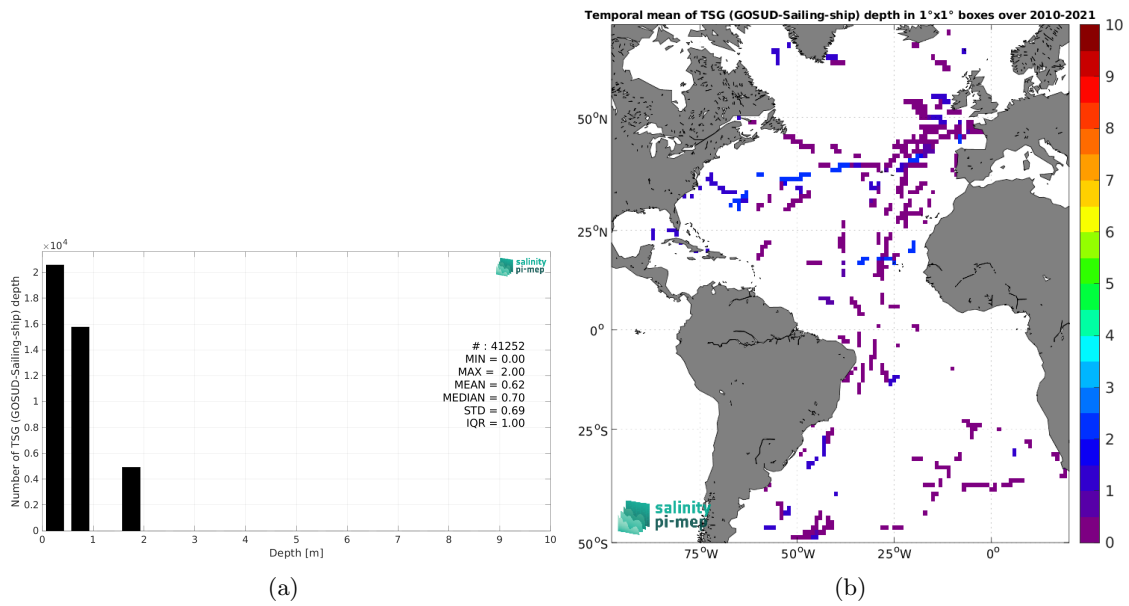 ×10⁴
2
1.8
1.6
1.4
1.2
1
0.8
0.6
0.4
0.2
0
Number of TSG (GOSUD-Sailing-ship) depth
salinity
pi-mep
# : 41252
MIN = 0.00
MAX = 2.00
MEAN = 0.62
MEDIAN = 0.70
STD = 0.69
IQR = 1.00
0 1 2 3 4 5 6 7 8 9 10
Depth [m]
(a)
Temporal mean of TSG (GOSUD-Sailing-ship) depth in 1°x1° boxes over 2010-2021
50°N
25°N
0°
25°S
50°S
salinity
pi-mep
75°W 50°W 25°W 0°
10
9
8
7
6
5
4
3
2
1
0
(b)